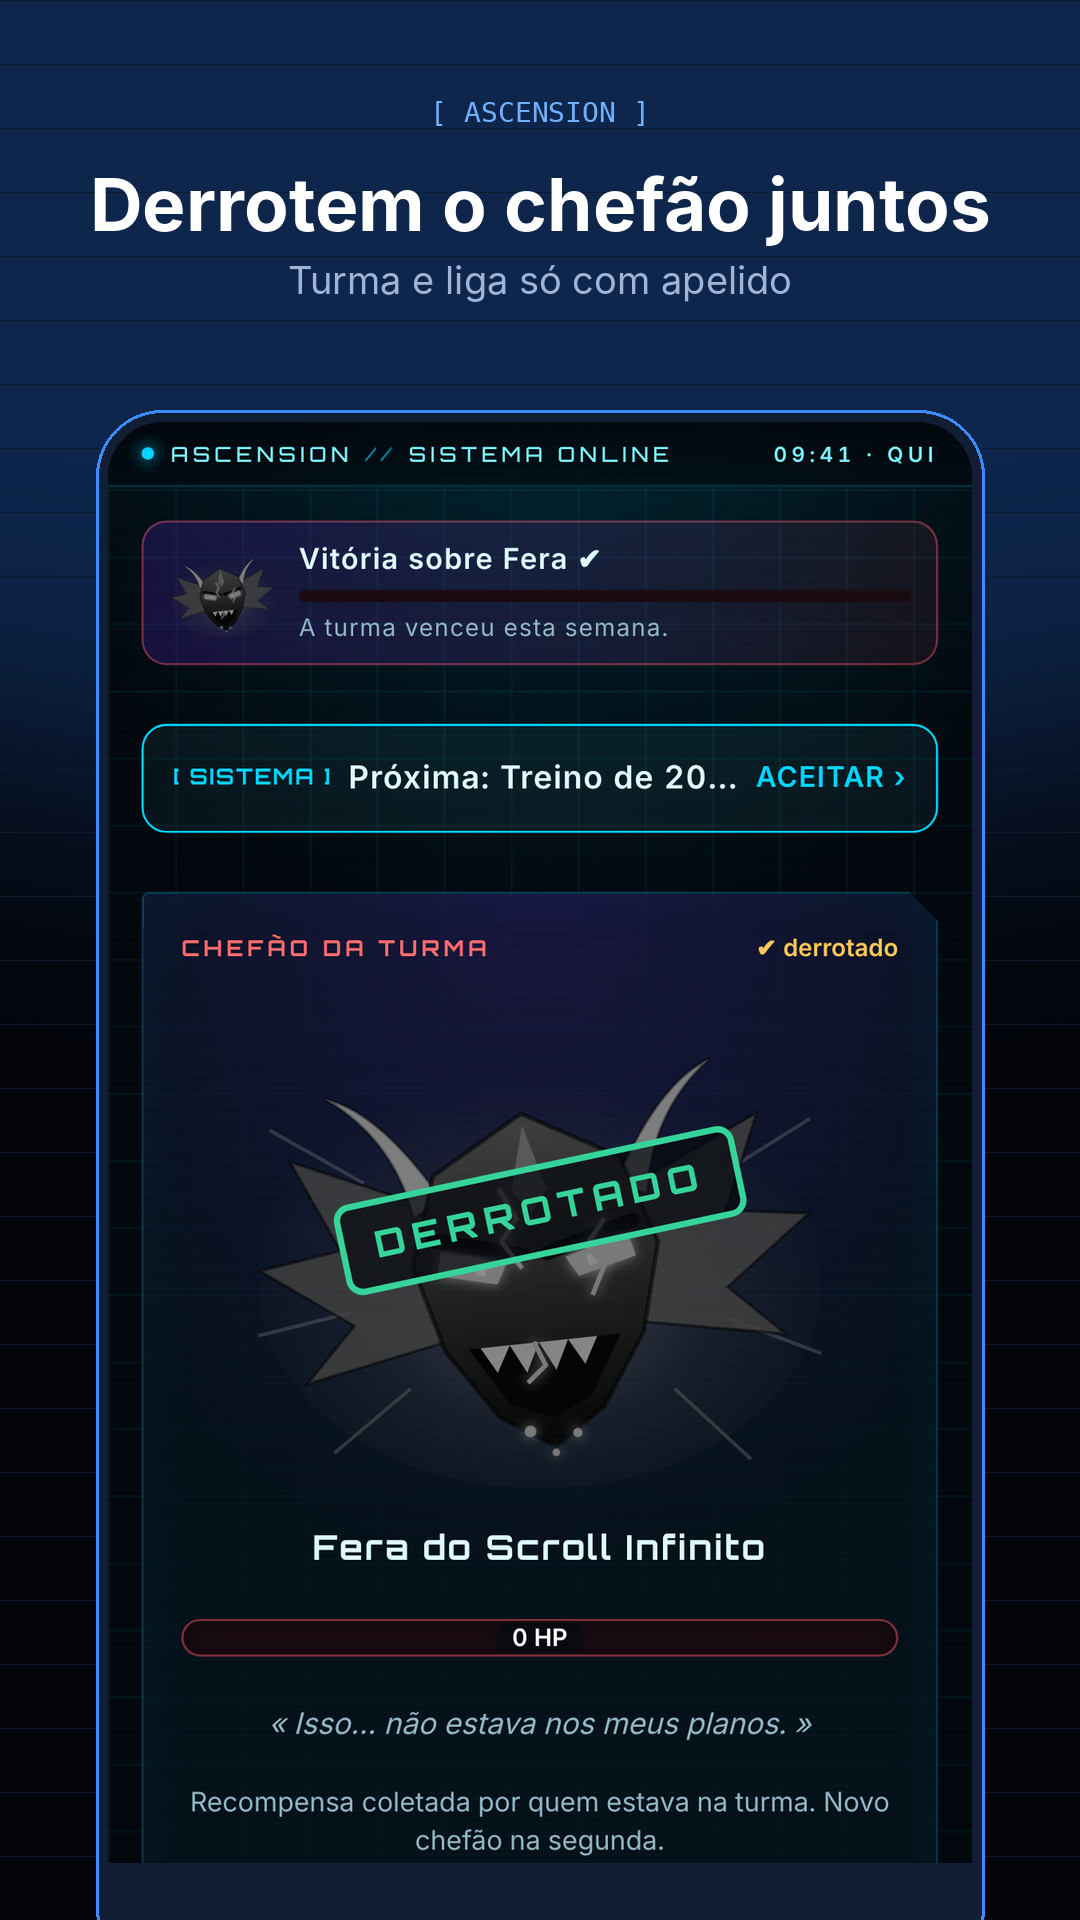 [ ASCENSION ]
Derrotem o chefão juntos
Turma e liga só com apelido
ASCENSION // SISTEMA ONLINE
09:41 · QUI
Vitória sobre Fera ✔
A turma venceu esta semana.
[ SISTEMA ] Próxima: Treino de 20... ACEITAR ›
CHEFÃO DA TURMA
✔ derrotado
DERROTADO
Fera do Scroll Infinito
0 HP
« Isso... não estava nos meus planos. »
Recompensa coletada por quem estava na turma. Novo
chefão na segunda.